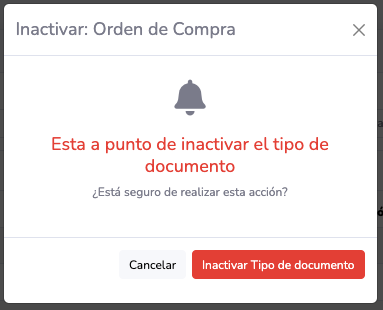 Inactivar: Orden de Compra
Esta a punto de inactivar el tipo de
documento
¿Está seguro de realizar esta acción?
Cancelar
Inactivar Tipo de documento